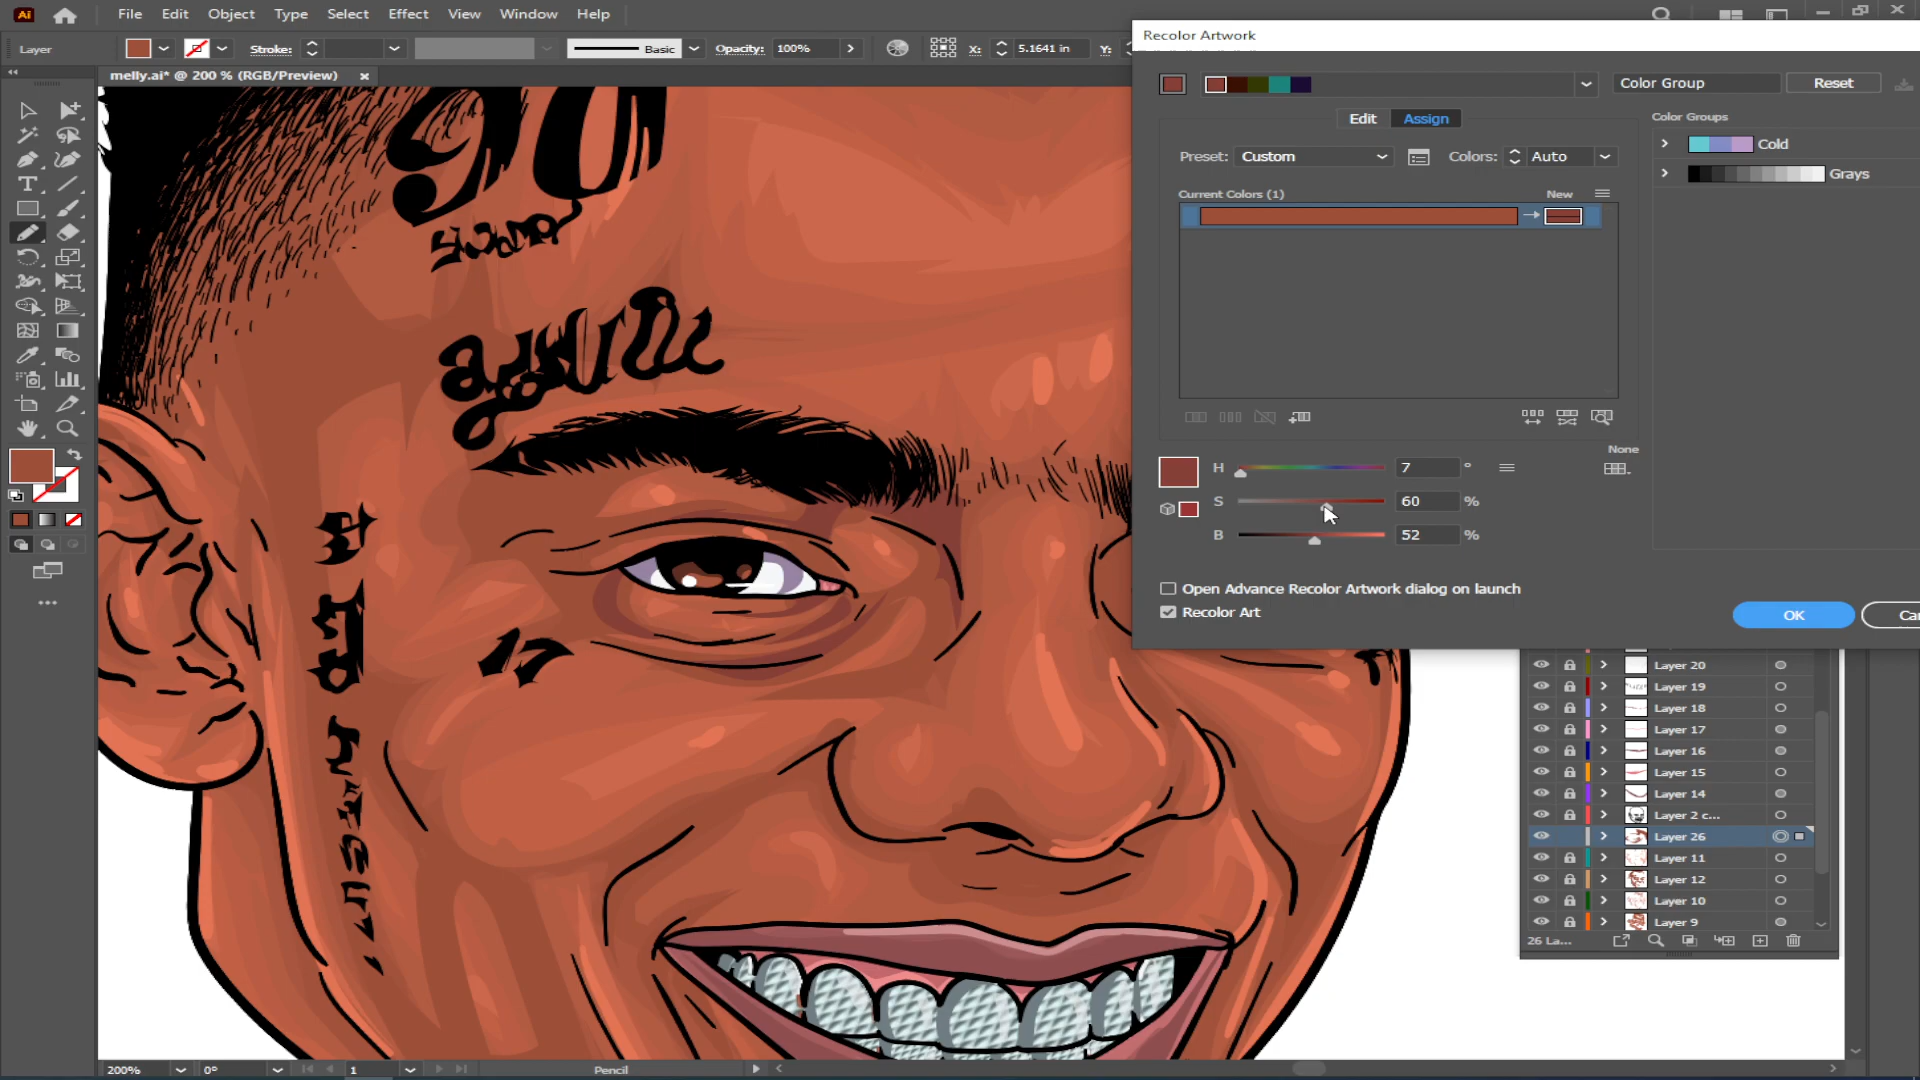 Ai File Edit Object Type Select Effect View Window Help
Layer Stroke: Basic Opacity: 100% X: 5.1641 in Y:
melly.ai* @ 200 % (RGB/Preview)
Recolor Artwork
Color Group Reset
Edit Assign
Color Groups
Preset: Custom Colors: Auto
Cold
Current Colors (1) New
Grays
None
H 7 °
S 60 %
B 52 %
Open Advance Recolor Artwork dialog on launch
Recolor Art
OK
Layer 20
Layer 19
Layer 18
Layer 17
Layer 16
Layer 15
Layer 14
Layer 2 c...
Layer 26
Layer 11
Layer 12
Layer 10
Layer 9
26 La...
200% 0° 1 Pencil